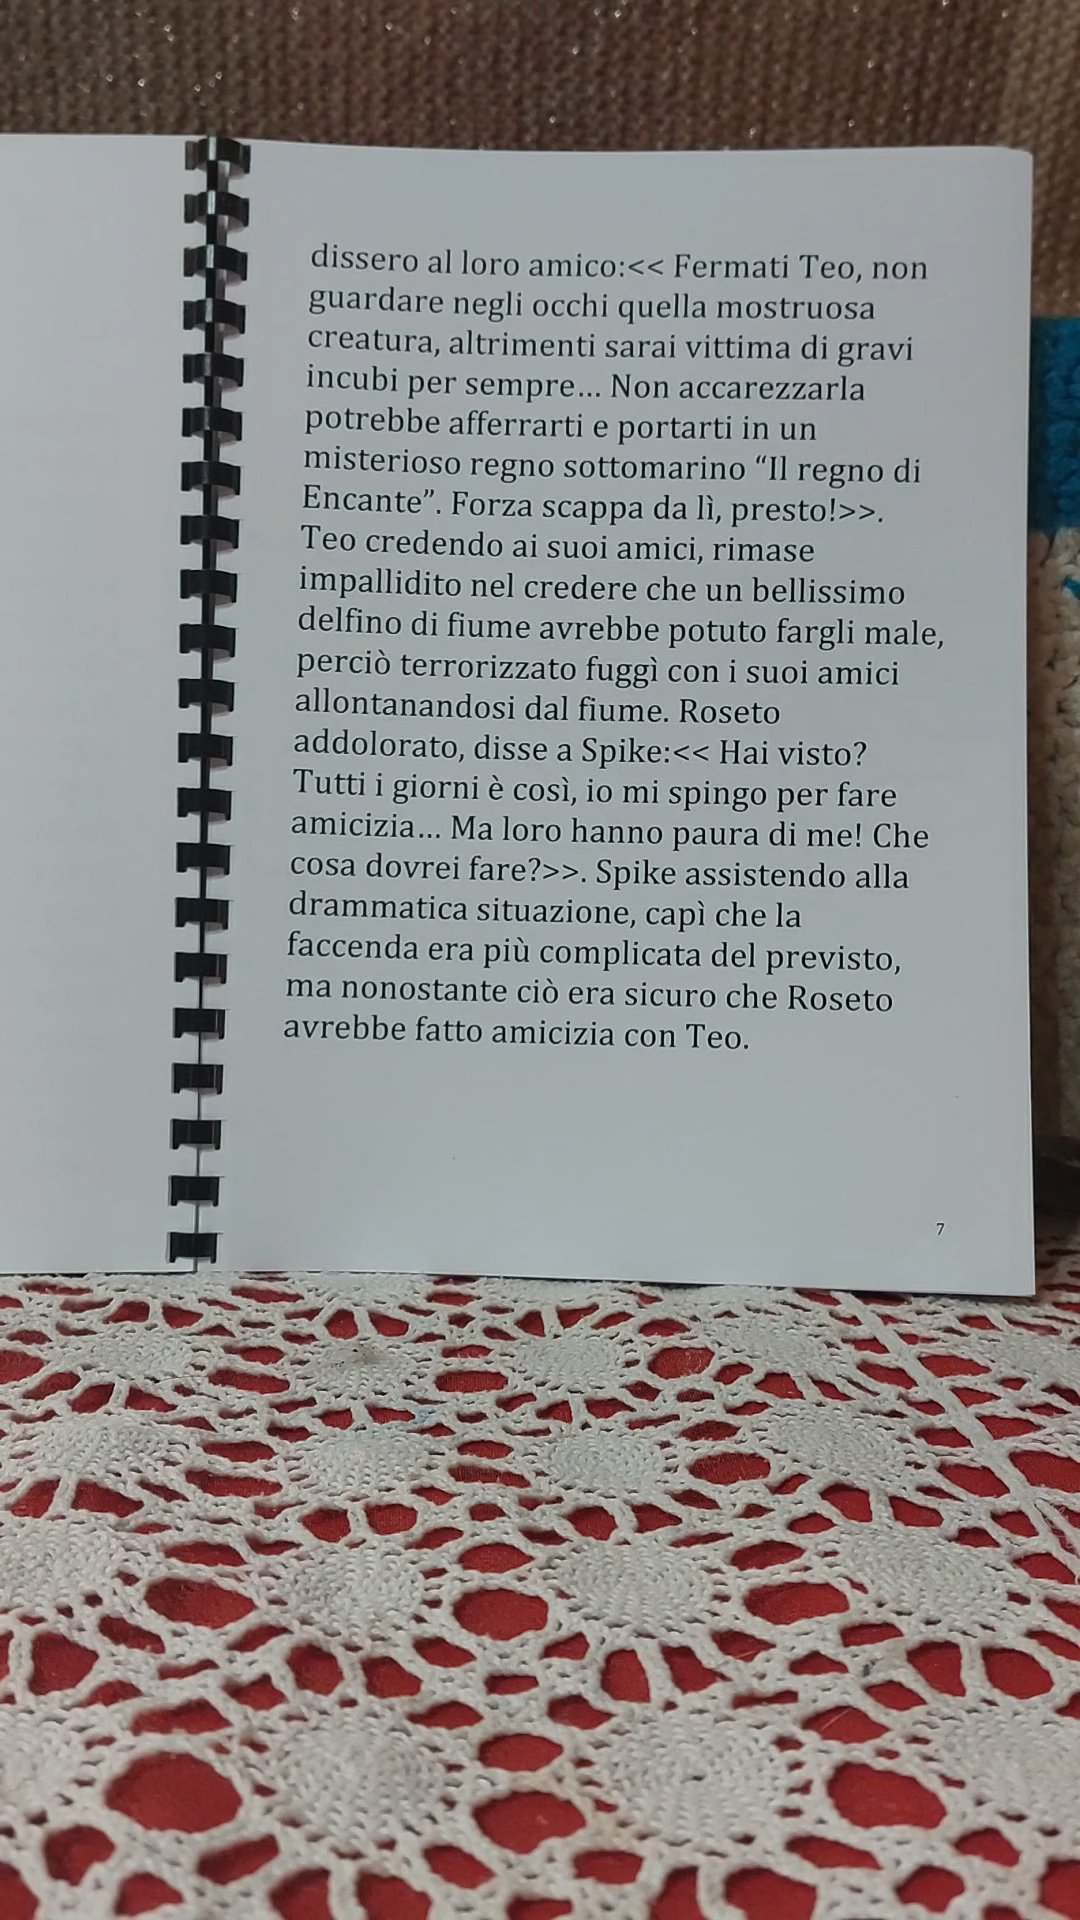 dissero al loro amico:<< Fermati Teo, non
guardare negli occhi quella mostruosa
creatura, altrimenti sarai vittima di gravi
incubi per sempre... Non accarezzarla
potrebbe afferrarti e portarti in un
misterioso regno sottomarino “Il regno di
Encante”. Forza scappa da lì, presto!>>.
Teo credendo ai suoi amici, rimase
impallidito nel credere che un bellissimo
delfino di fiume avrebbe potuto fargli male,
perciò terrorizzato fuggì con i suoi amici
allontanandosi dal fiume. Roseto
addolorato, disse a Spike:<< Hai visto?
Tutti i giorni è così, io mi spingo per fare
amicizia... Ma loro hanno paura di me! Che
cosa dovrei fare?>>. Spike assistendo alla
drammatica situazione, capì che la
faccenda era più complicata del previsto,
ma nonostante ciò era sicuro che Roseto
avrebbe fatto amicizia con Teo.
7